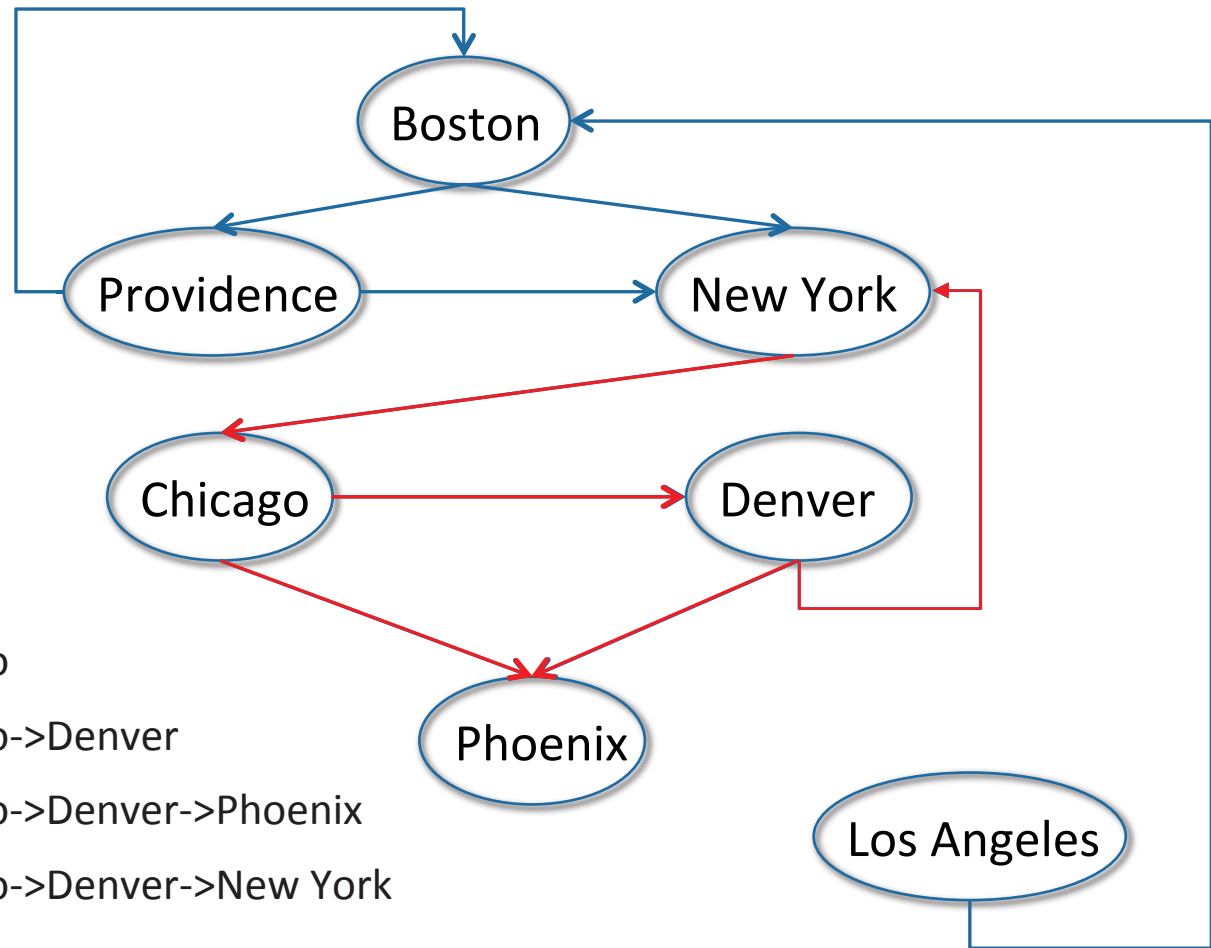 Boston
Providence
New York
Chicago
Denver
o
Phoenix
o->Denver
o->Denver->Phoenix
Los Angeles
o->Denver->New York